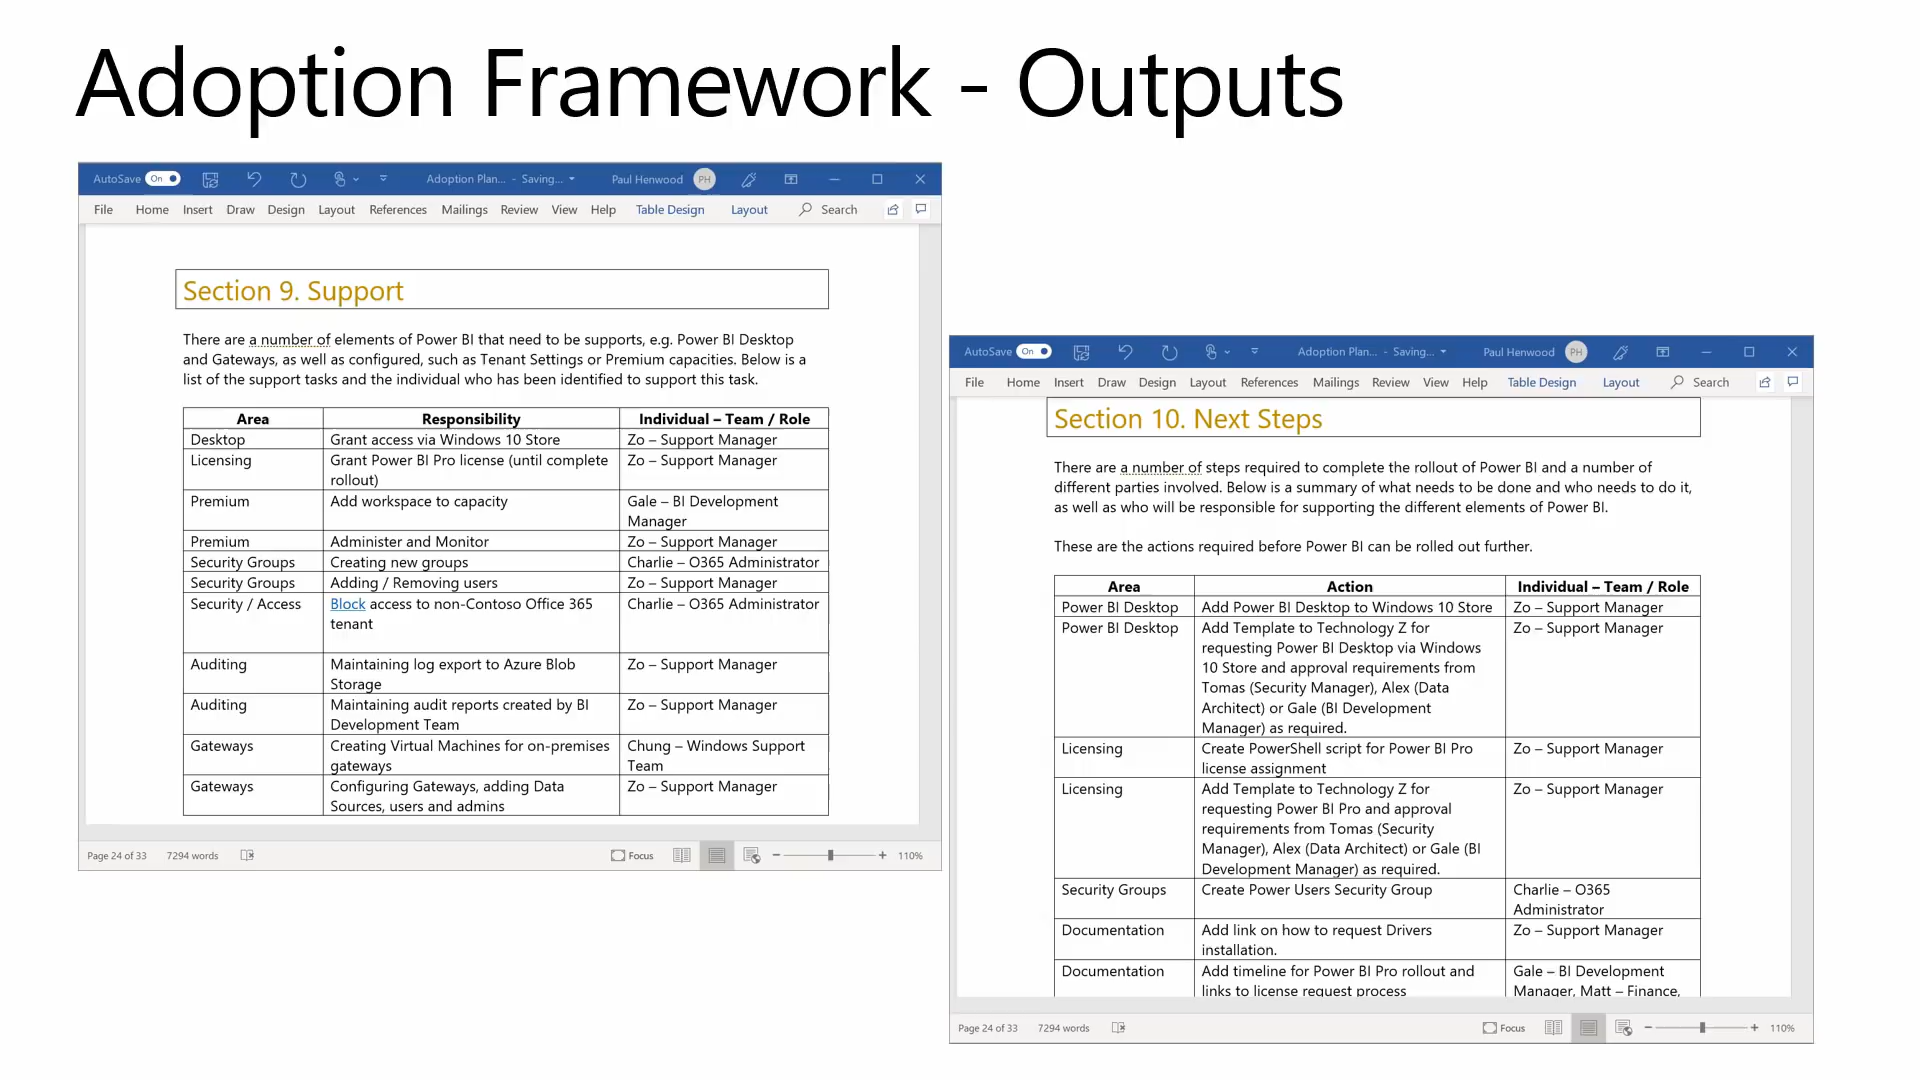 Adoption Framework - Outputs
AutoSave On Adoption Plan... - Saving... Paul Henwood PH
File Home Insert Draw Design Layout References Mailings Review View Help Table Design Layout Search
Section 9. Support
There are a number of elements of Power BI that need to be supports, e.g. Power BI Desktop
and Gateways, as well as configured, such as Tenant Settings or Premium capacities. Below is a
list of the support tasks and the individual who has been identified to support this task.
Area Responsibility Individual – Team / Role
Desktop Grant access via Windows 10 Store Zo – Support Manager
Licensing Grant Power BI Pro license (until complete Zo – Support Manager
rollout)
Premium Add workspace to capacity Gale – BI Development
Manager
Premium Administer and Monitor Zo – Support Manager
Security Groups Creating new groups Charlie – O365 Administrator
Security Groups Adding / Removing users Zo – Support Manager
Security / Access Block access to non-Contoso Office 365 Charlie – O365 Administrator
tenant
Auditing Maintaining log export to Azure Blob Zo – Support Manager
Storage
Auditing Maintaining audit reports created by BI Zo – Support Manager
Development Team
Gateways Creating Virtual Machines for on-premises Chung – Windows Support
gateways Team
Gateways Configuring Gateways, adding Data Zo – Support Manager
Sources, users and admins
Page 24 of 33 7294 words Focus 110%
AutoSave On Adoption Plan... - Saving... Paul Henwood PH
File Home Insert Draw Design Layout References Mailings Review View Help Table Design Layout Search
Section 10. Next Steps
There are a number of steps required to complete the rollout of Power BI and a number of
different parties involved. Below is a summary of what needs to be done and who needs to do it,
as well as who will be responsible for supporting the different elements of Power BI.
These are the actions required before Power BI can be rolled out further.
Area Action Individual – Team / Role
Power BI Desktop Add Power BI Desktop to Windows 10 Store Zo – Support Manager
Power BI Desktop Add Template to Technology Z for Zo – Support Manager
requesting Power BI Desktop via Windows
10 Store and approval requirements from
Tomas (Security Manager), Alex (Data
Architect) or Gale (BI Development
Manager) as required.
Licensing Create PowerShell script for Power BI Pro Zo – Support Manager
license assignment
Licensing Add Template to Technology Z for Zo – Support Manager
requesting Power BI Pro and approval
requirements from Tomas (Security
Manager), Alex (Data Architect) or Gale (BI
Development Manager) as required.
Security Groups Create Power Users Security Group Charlie – O365
Administrator
Documentation Add link on how to request Drivers Zo – Support Manager
installation.
Documentation Add timeline for Power BI Pro rollout and Gale – BI Development
links to license request process Manager, Matt – Finance,
Page 24 of 33 7294 words Focus 110%